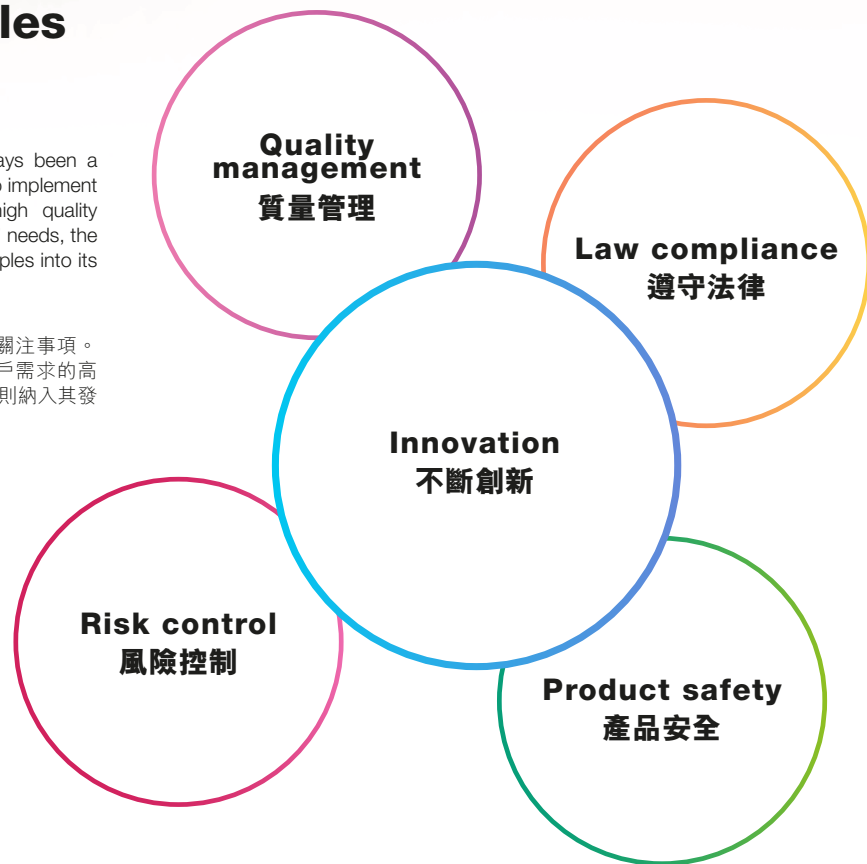 les
ays been a
o implement
high quality
needs, the
ples into its
關注事項。
戶需求的高
則納入其發
Quality
management
質量管理
Law compliance
遵守法律
Innovation
不斷創新
Risk control
風險控制
Product safety
產品安全